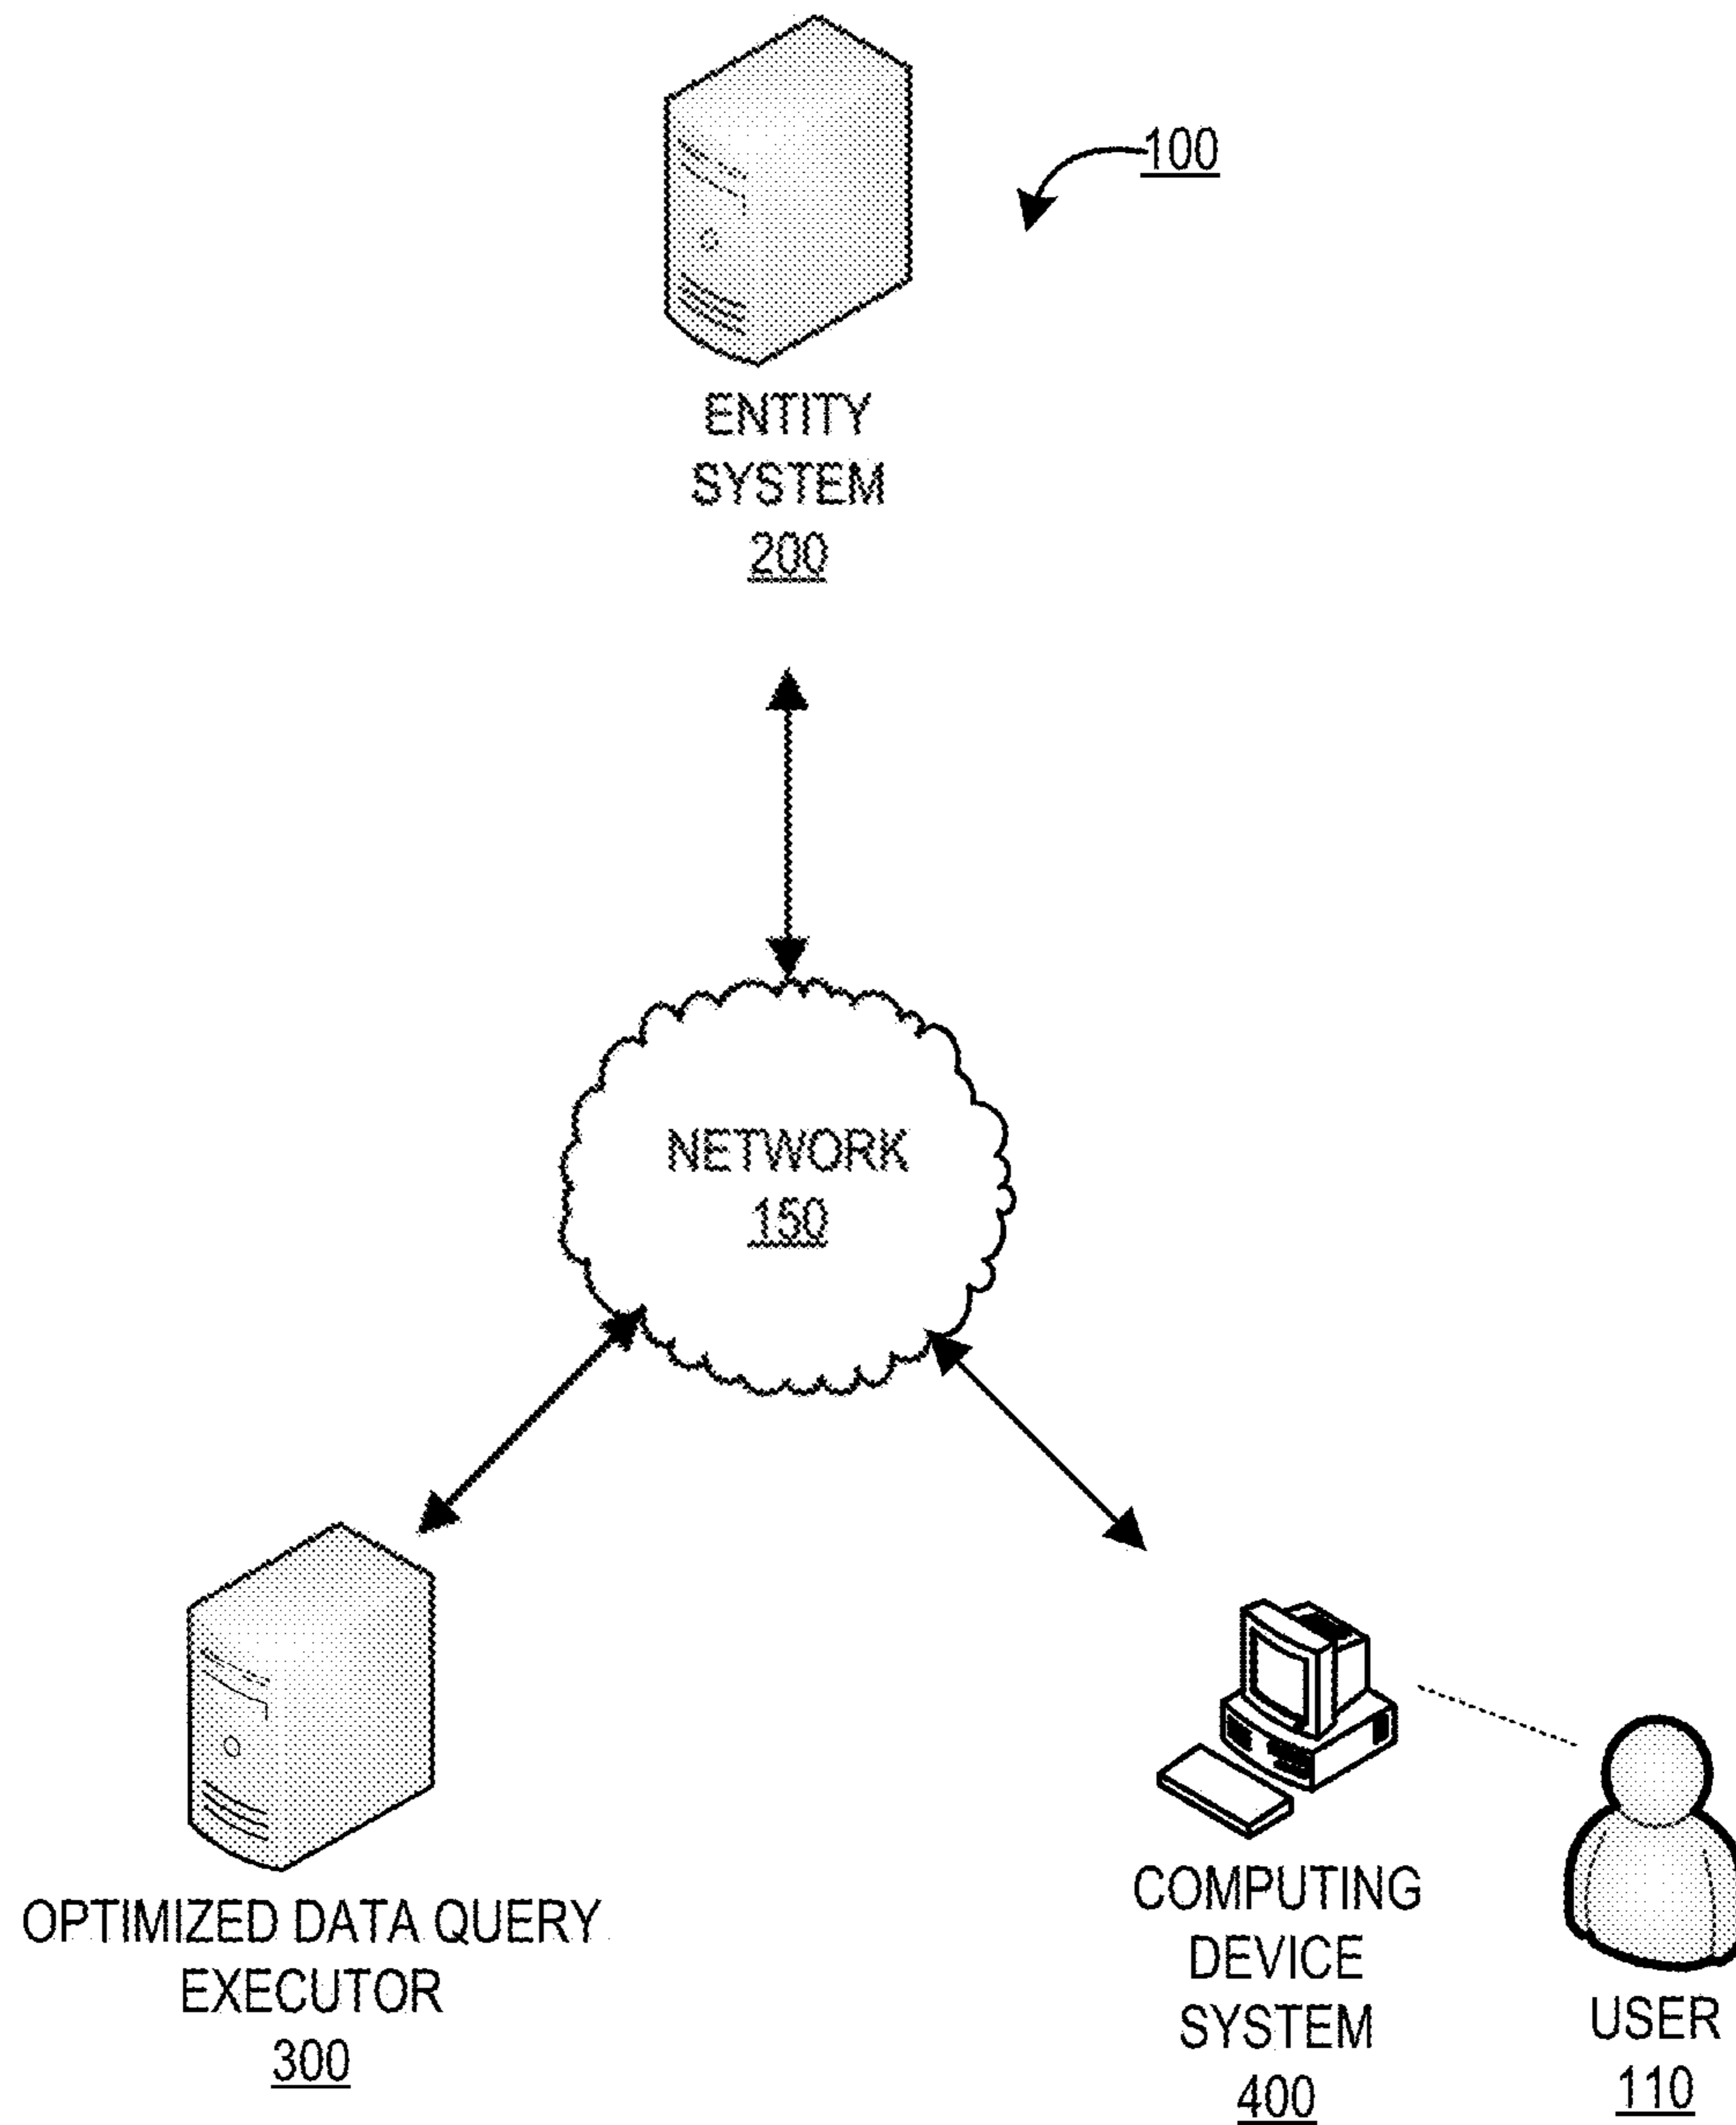 100
ENTITY
SYSTEM
200
NETWORK
150
OPTIMIZED DATA QUERY
EXECUTOR
300
COMPUTING
DEVICE
SYSTEM
400
USER
110